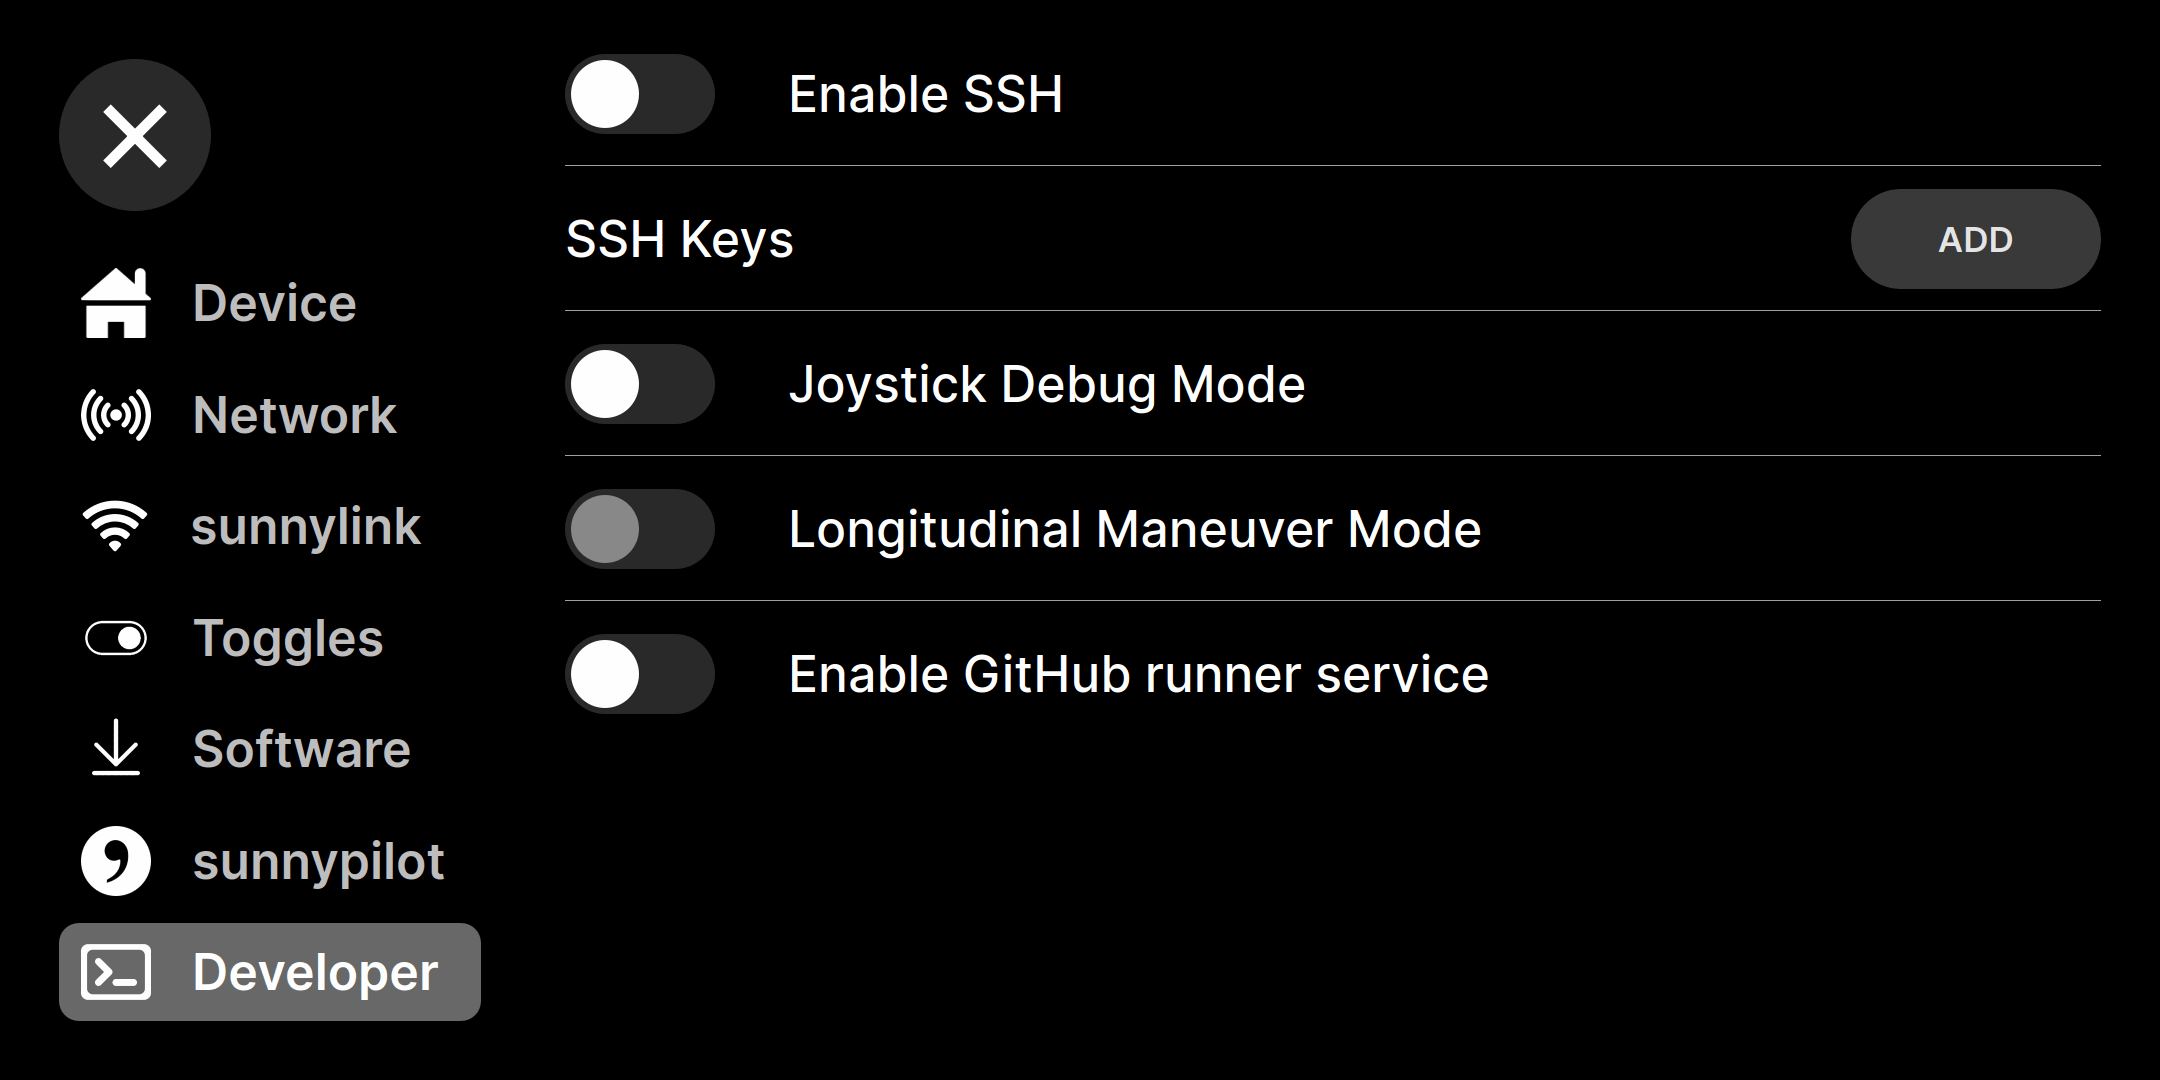 Device
Network
sunnylink
Toggles
Software
sunnypilot
Developer
Enable SSH
SSH Keys
ADD
Joystick Debug Mode
Longitudinal Maneuver Mode
Enable GitHub runner service